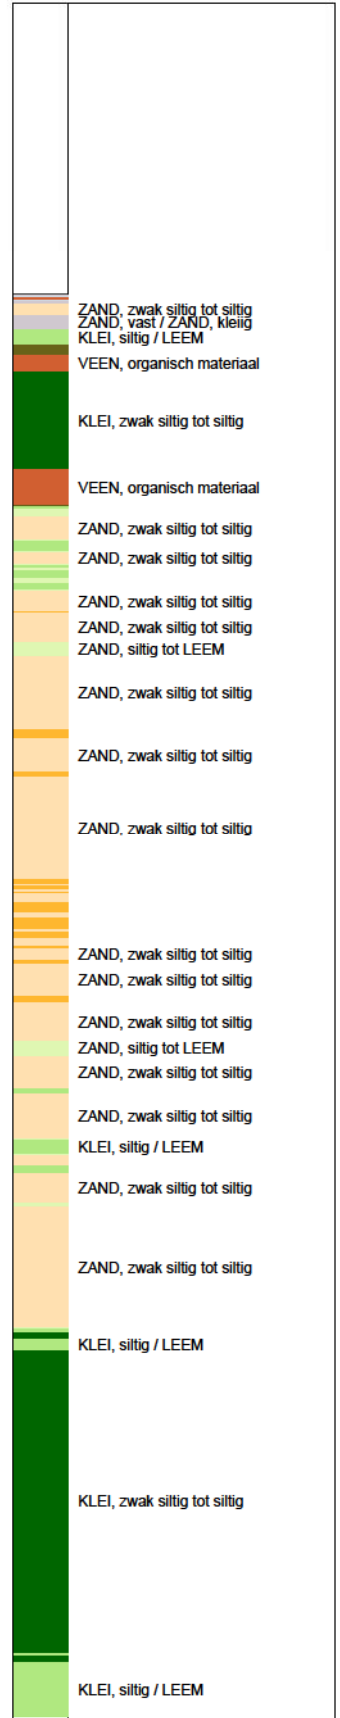 ZAND, zwak siltig tot siltig
ZAND, vast / ZAND, kleiig
KLEI, siltig / LEEM
VEEN, organisch materiaal
KLEI, zwak siltig tot siltig
VEEN, organisch materiaal
ZAND, zwak siltig tot siltig
ZAND, zwak siltig tot siltig
ZAND, zwak siltig tot siltig
ZAND, zwak siltig tot siltig
ZAND, siltig tot LEEM
ZAND, zwak siltig tot siltig
ZAND, zwak siltig tot siltig
ZAND, zwak siltig tot siltig
ZAND, zwak siltig tot siltig
ZAND, zwak siltig tot siltig
ZAND, zwak siltig tot siltig
ZAND, siltig tot LEEM
ZAND, zwak siltig tot siltig
ZAND, zwak siltig tot siltig
KLEI, siltig / LEEM
ZAND, zwak siltig tot siltig
ZAND, zwak siltig tot siltig
KLEI, siltig / LEEM
KLEI, zwak siltig tot siltig
KLEI, siltig / LEEM